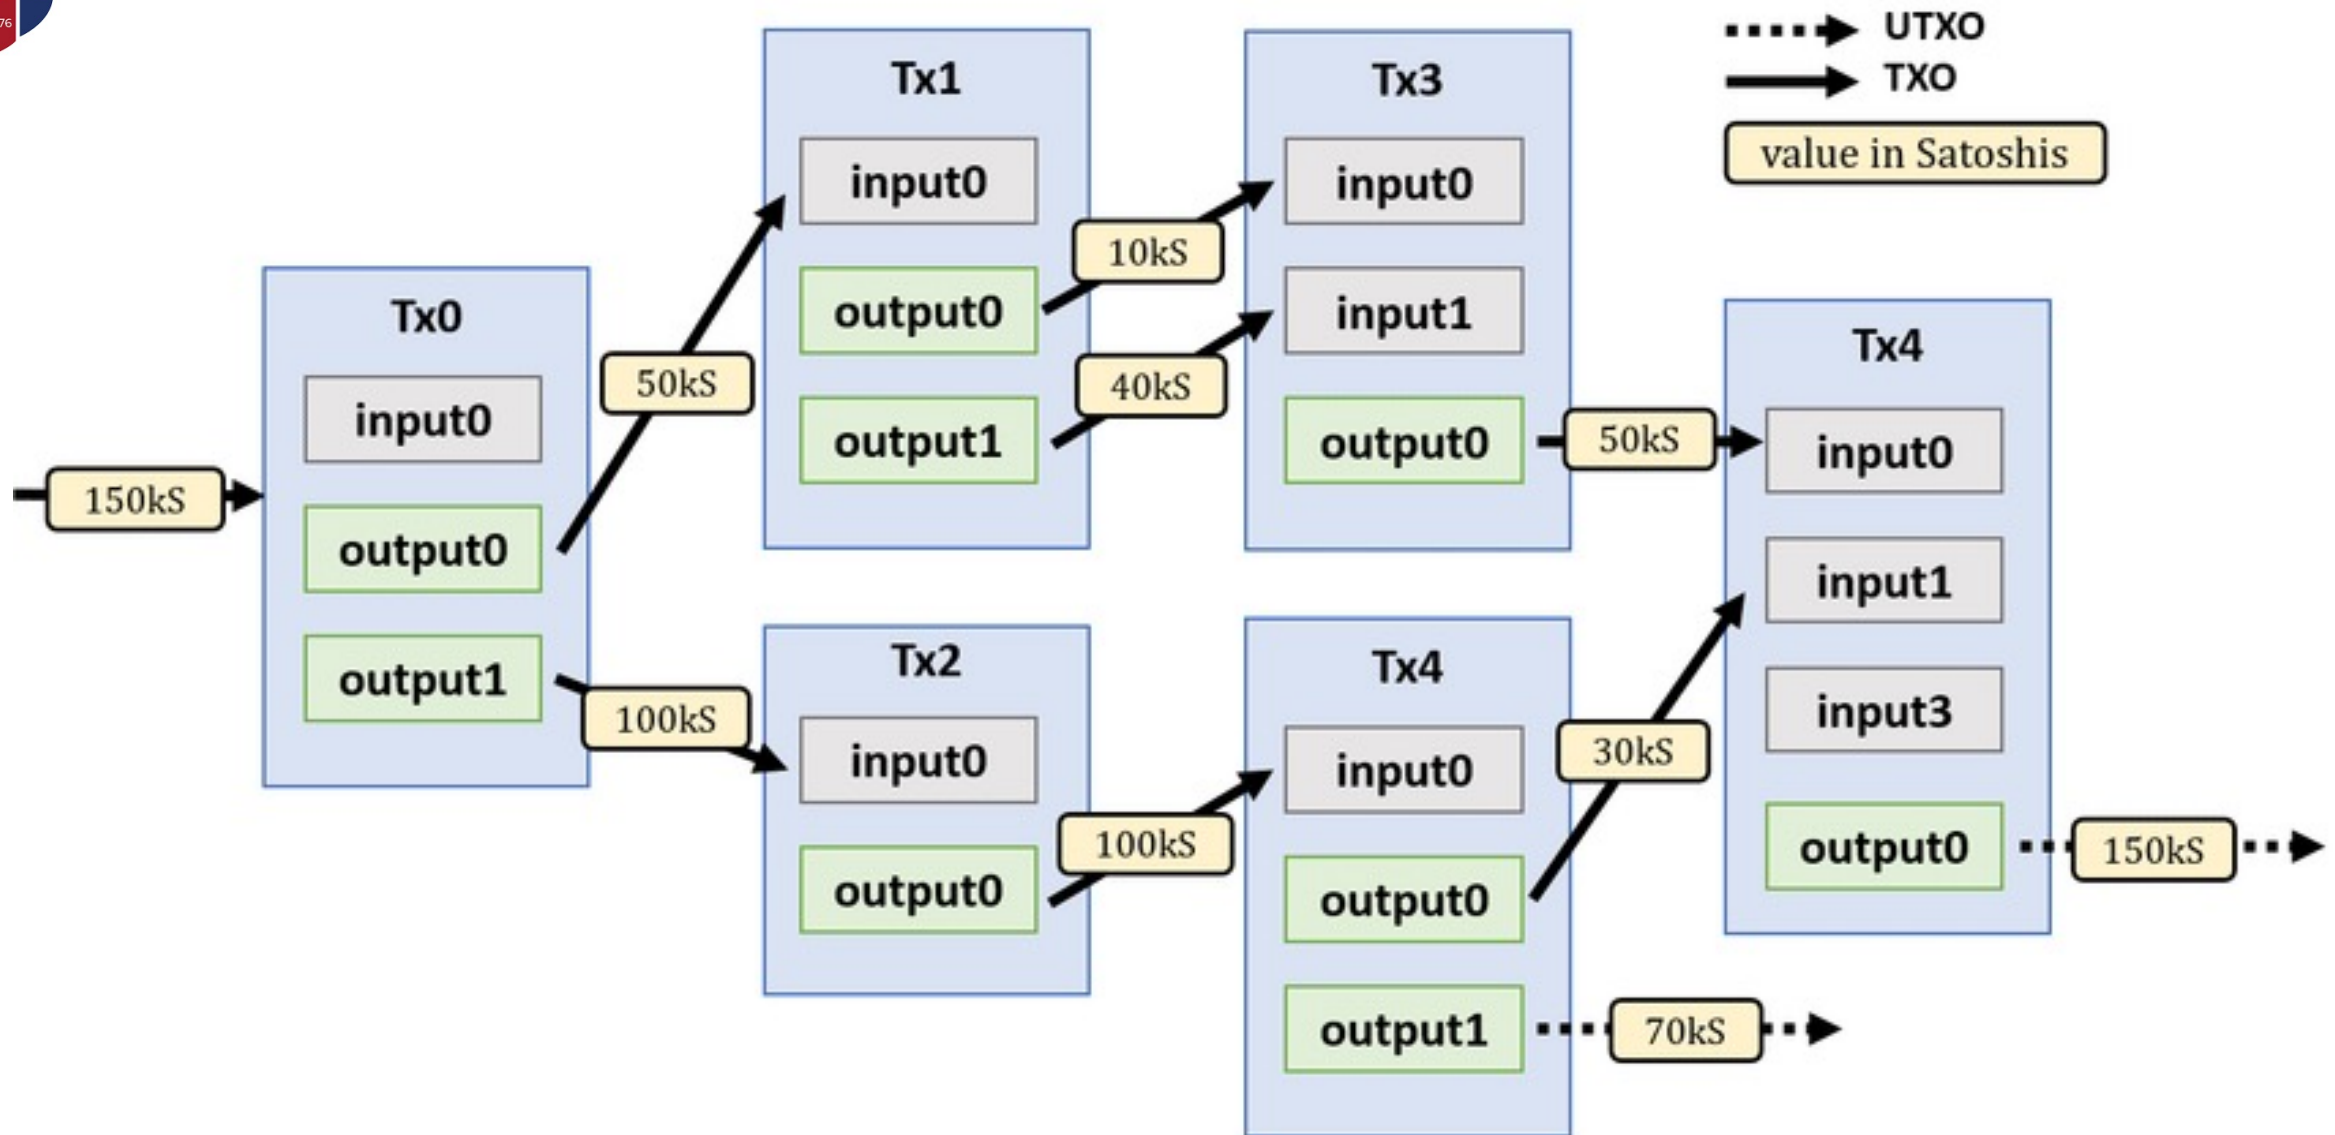 76
UTXO
TXO
value in Satoshis
150kS
Tx0
input0
output0
output1
50kS
100kS
Tx1
input0
output0
output1
10kS
40kS
Tx2
input0
output0
100kS
Tx3
input0
input1
output0
50kS
Tx4
input0
output0
output1
30kS
70kS
Tx4
input0
input1
input3
output0
150kS